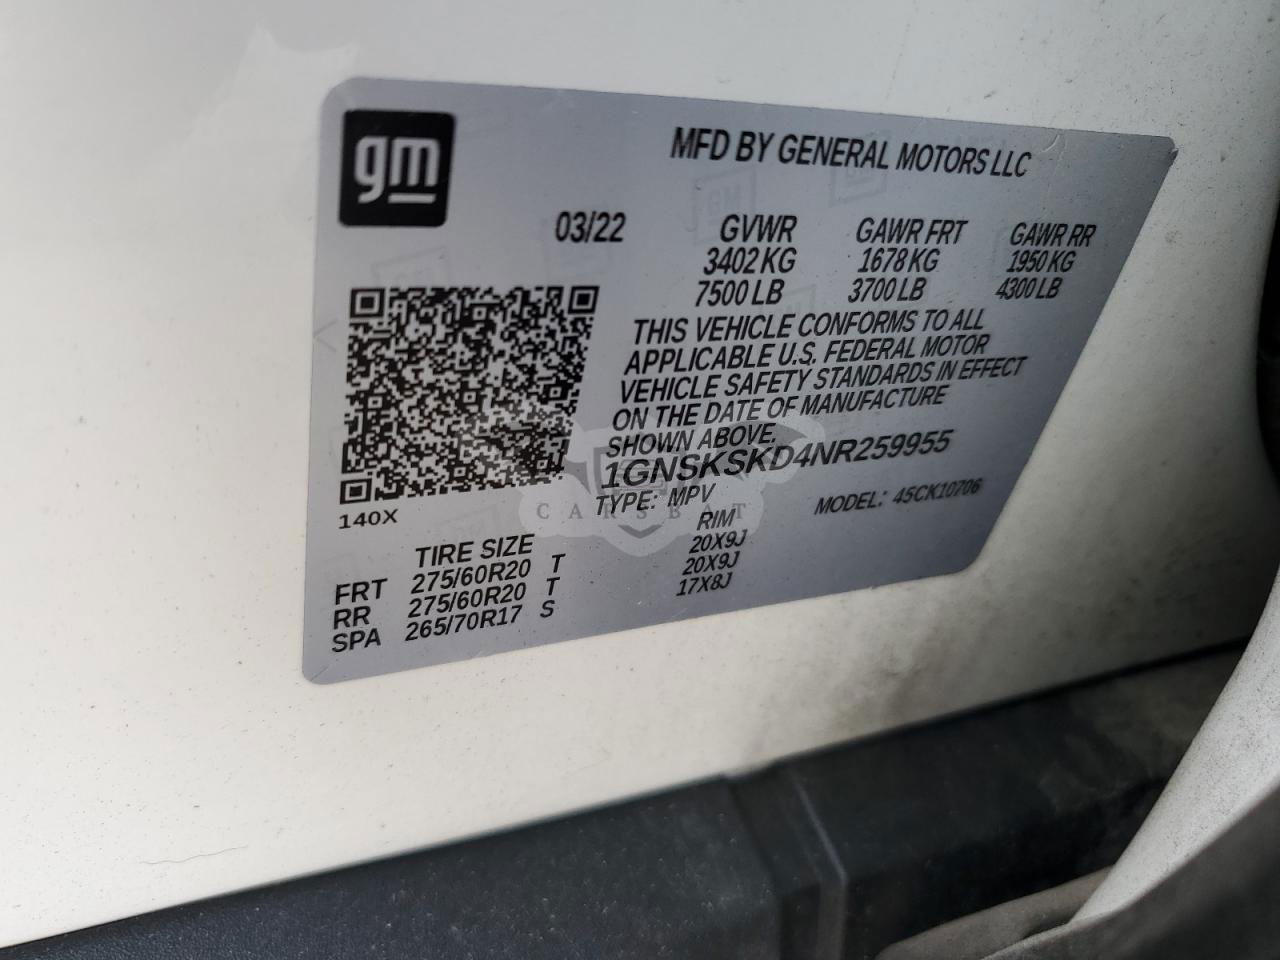 gm
MFD BY GENERAL MOTORS LLC
03/22 GVWR GAWR FRT GAWR RR
3402 KG 1678 KG 1950 KG
7500 LB 3700 LB 4300 LB
THIS VEHICLE CONFORMS TO ALL
APPLICABLE U.S. FEDERAL MOTOR
VEHICLE SAFETY STANDARDS IN EFFECT
ON THE DATE OF MANUFACTURE
SHOWN ABOVE.
1GNSKSKD4NR259955
TYPE: MPV MODEL: 45CK10706
140X
CARSBAT
TIRE SIZE RIM
FRT 275/60R20 T 20X9J
RR 275/60R20 T 20X9J
SPA 265/70R17 S 17X8J